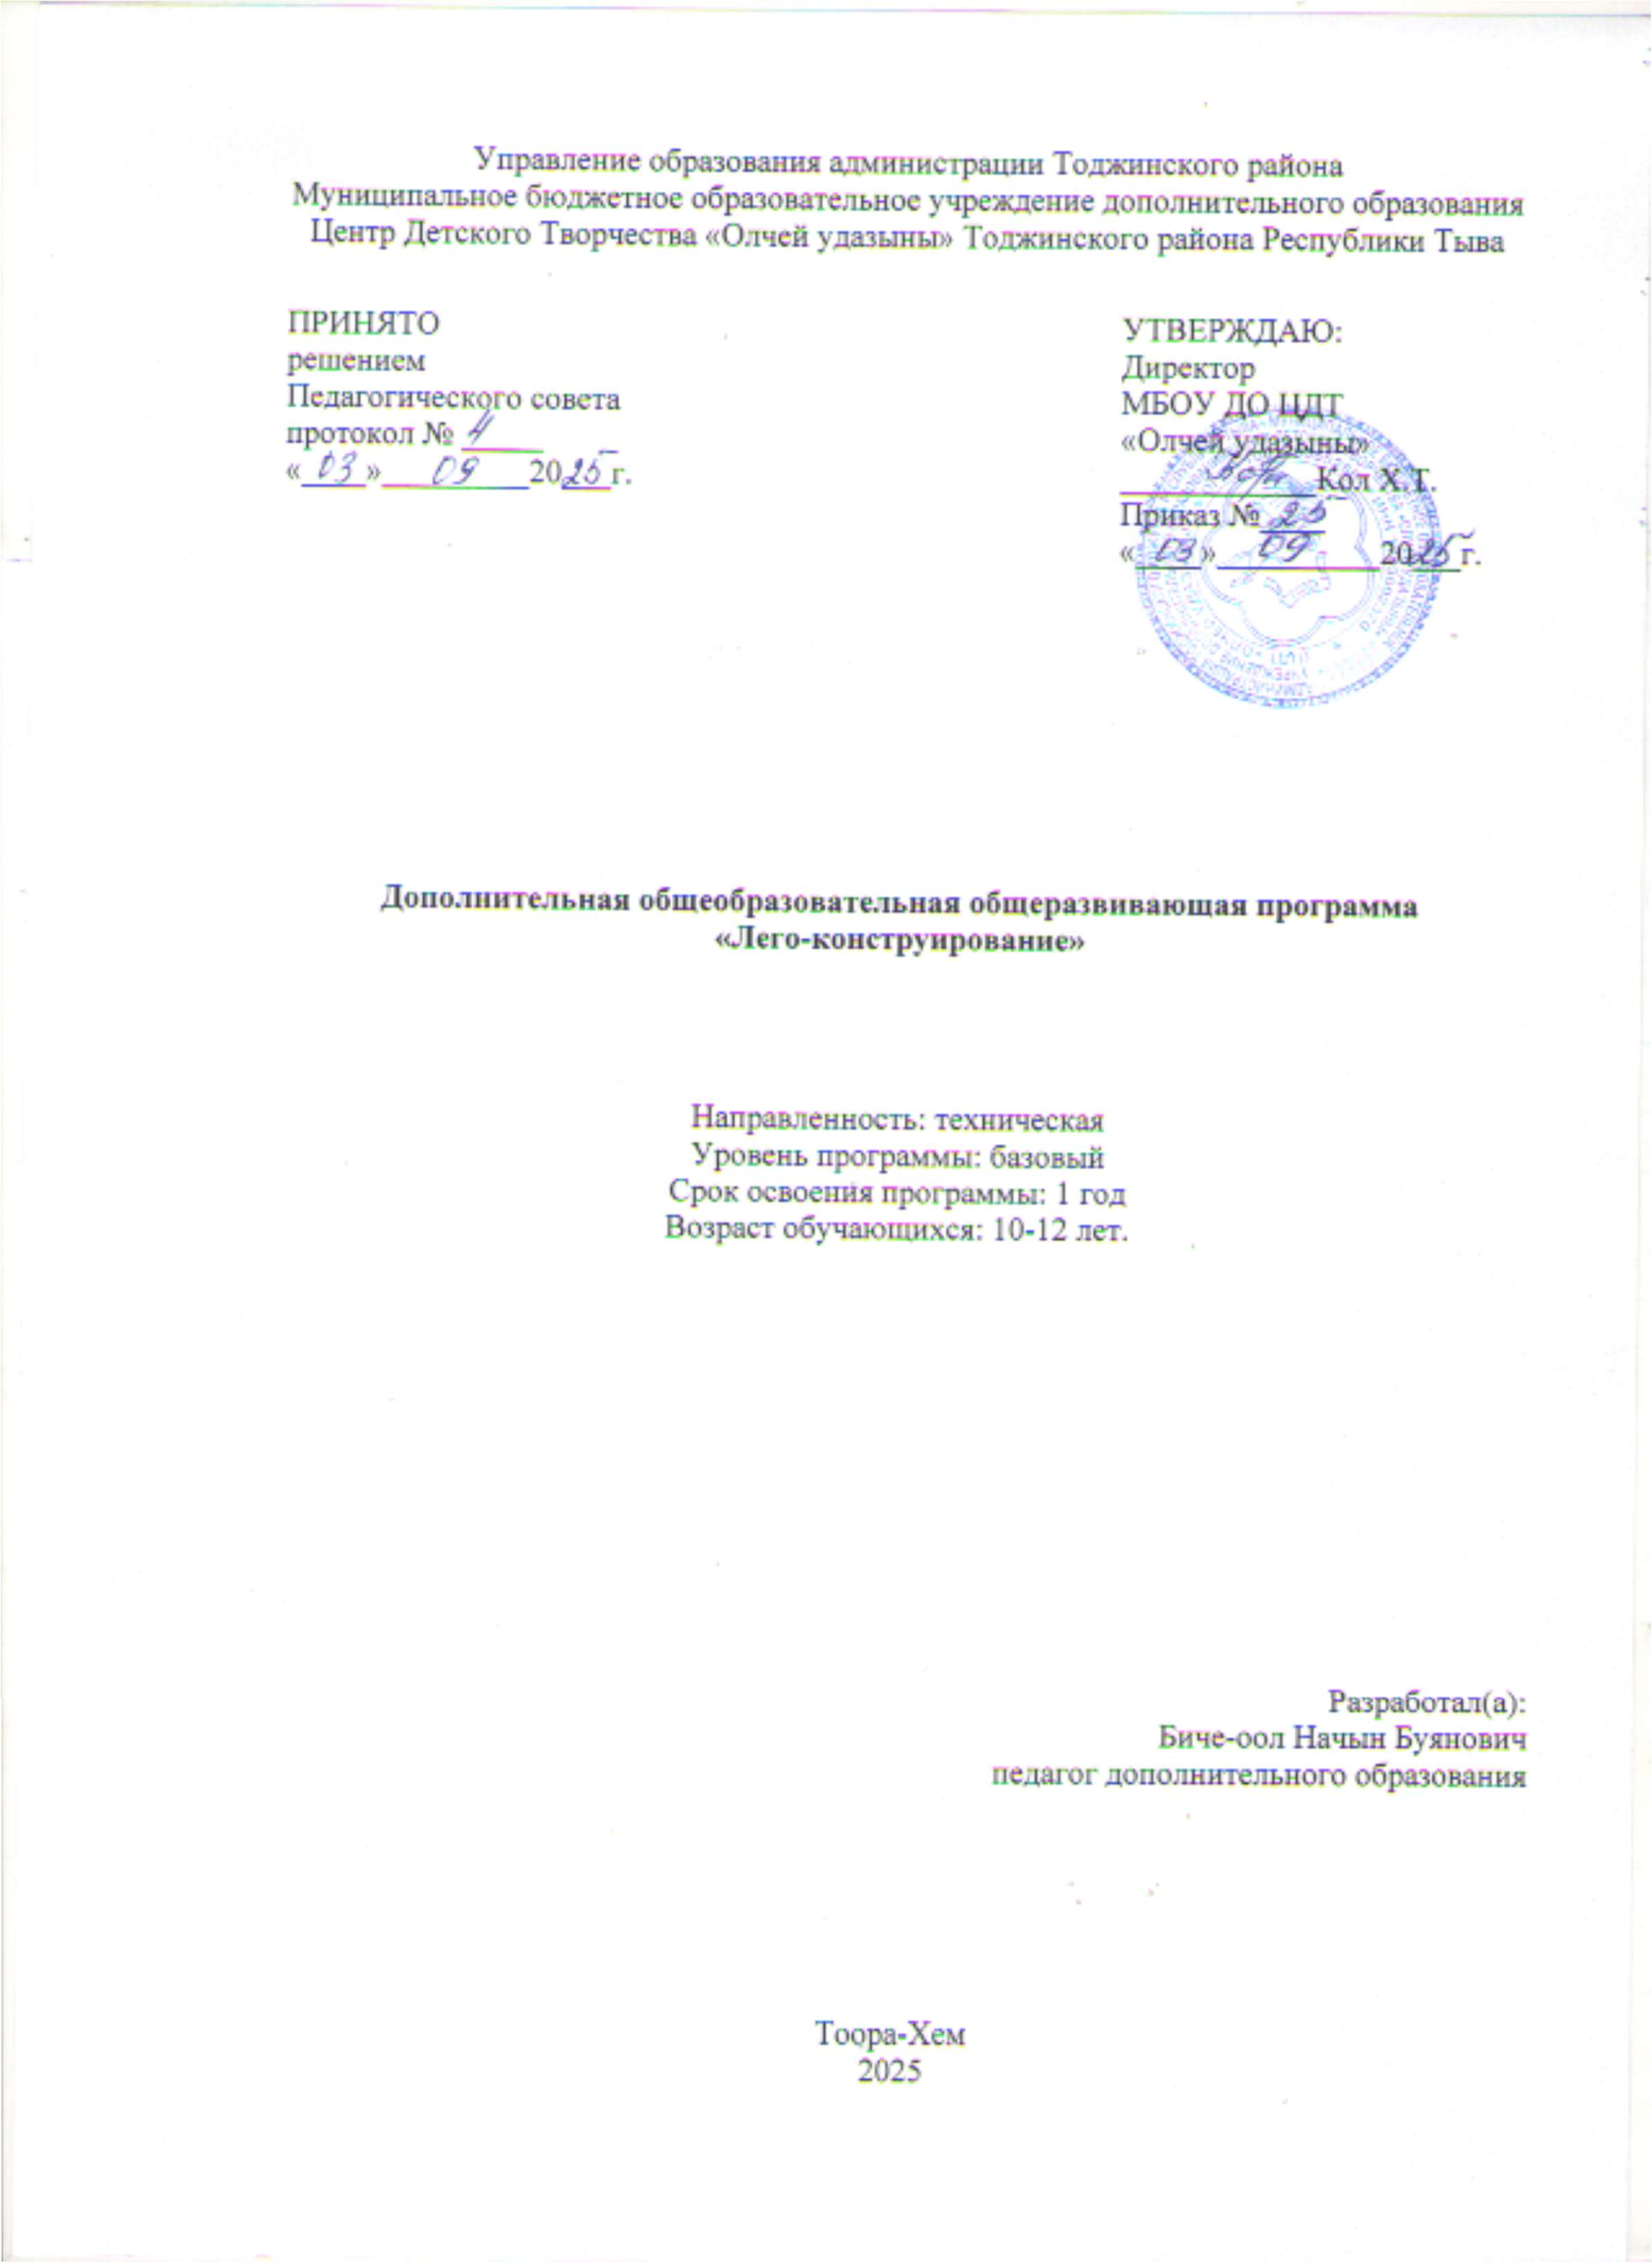 Управление образования администрации Тоджинского района
Муниципальное бюджетное образовательное учреждение дополнительного образования
Центр Детского Творчества «Олчей удазыны» Тоджинского района Республики Тыва
ПРИНЯТО
решением
Педагогического совета
протокол № 4
«03» 09 2025 г.
УТВЕРЖДАЮ:
Директор
МБОУ ДО ЦДТ
«Олчей удазыны»
Кол Х.Т.
Приказ № 25
«03» 09 2025 г.
Дополнительная общеобразовательная общеразвивающая программа
«Лего-конструирование»
Направленность: техническая
Уровень программы: базовый
Срок освоения программы: 1 год
Возраст обучающихся: 10-12 лет.
Разработал(а):
Биче-оол Начын Буянович
педагог дополнительного образования
Тоора-Хем
2025